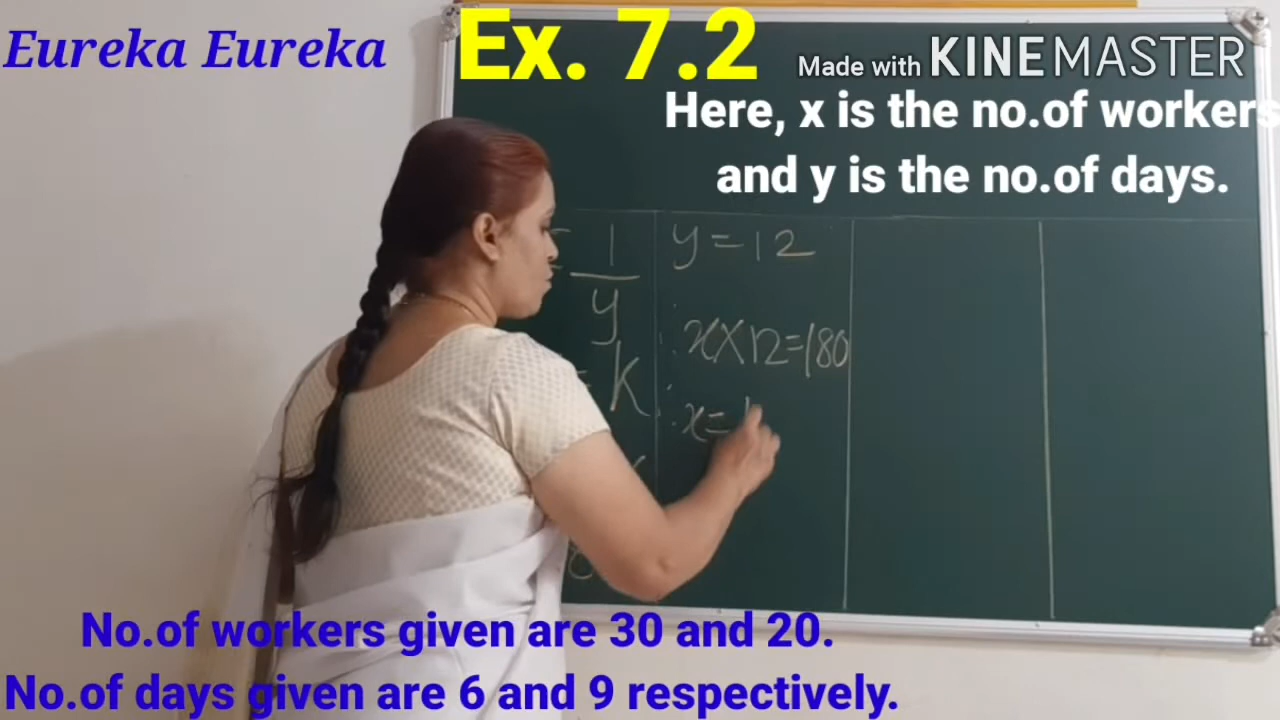 Eureka Eureka
Ex. 7.2
Made with KINEMASTER
Here, x is the no.of workers
and y is the no.of days.
1
y
K
y=12
x×12=180
x=
No.of workers given are 30 and 20.
No.of days given are 6 and 9 respectively.